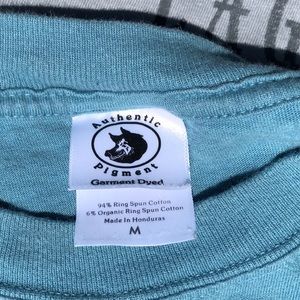 Authentic
Pigment
Garment Dyed
94% Ring Spun Cotton
6% Organic Ring Spun Cotton
Made In Honduras
M